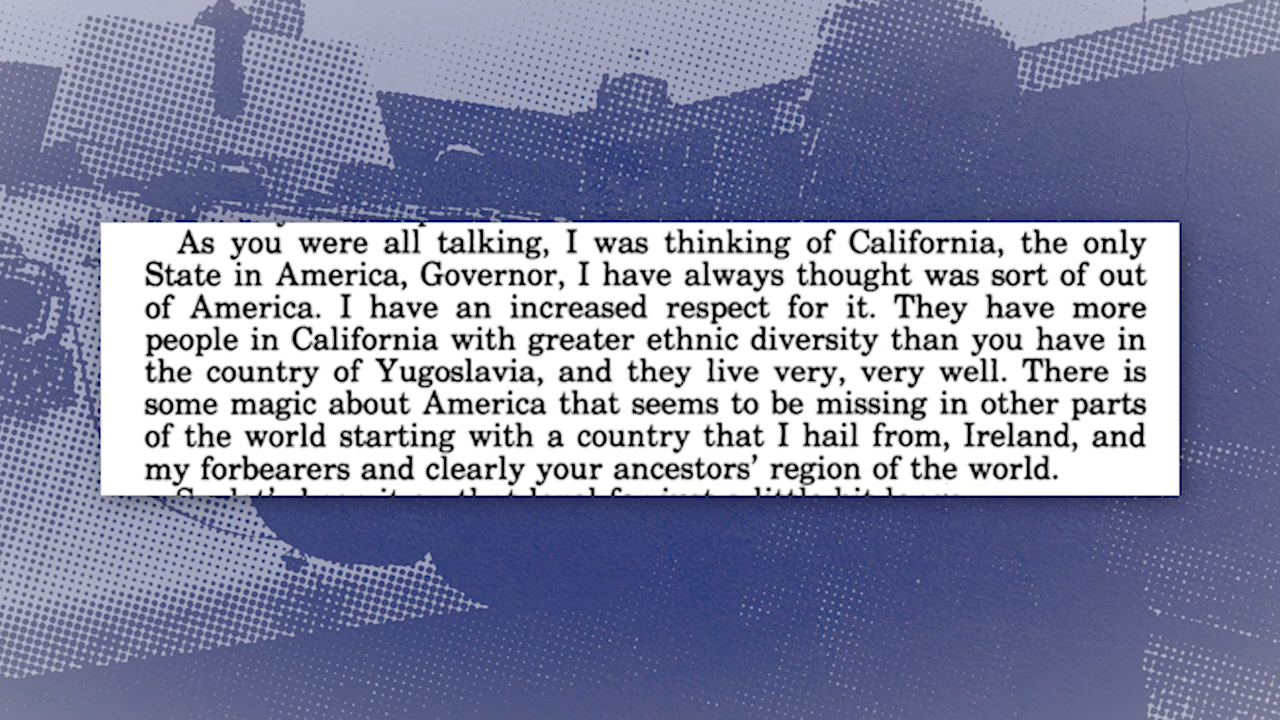 As you were all talking, I was thinking of California, the only
State in America, Governor, I have always thought was sort of out
of America. I have an increased respect for it. They have more
people in California with greater ethnic diversity than you have in
the country of Yugoslavia, and they live very, very well. There is
some magic about America that seems to be missing in other parts
of the world starting with a country that I hail from, Ireland, and
my forbearers and clearly your ancestors' region of the world.